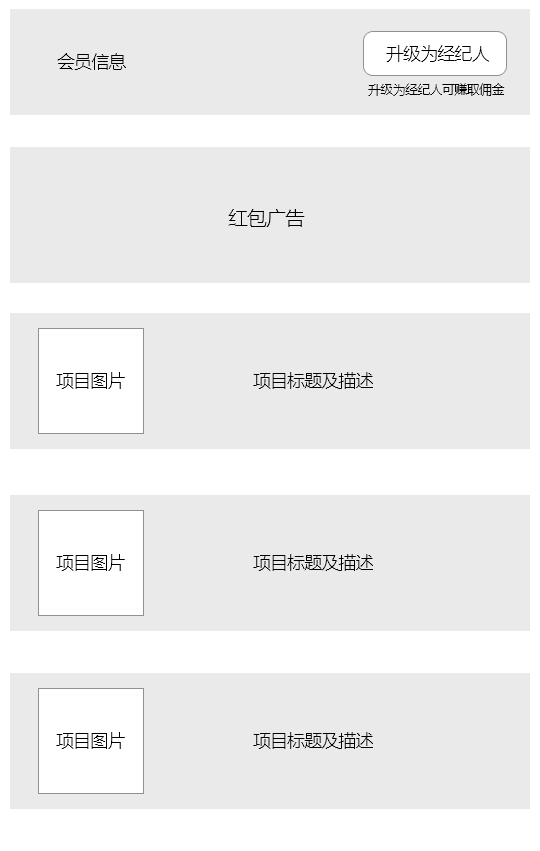 会员信息
升级为经纪人
升级为经纪人可赚取佣金
红包广告
项目图片
项目标题及描述
项目图片
项目标题及描述
项目图片
项目标题及描述